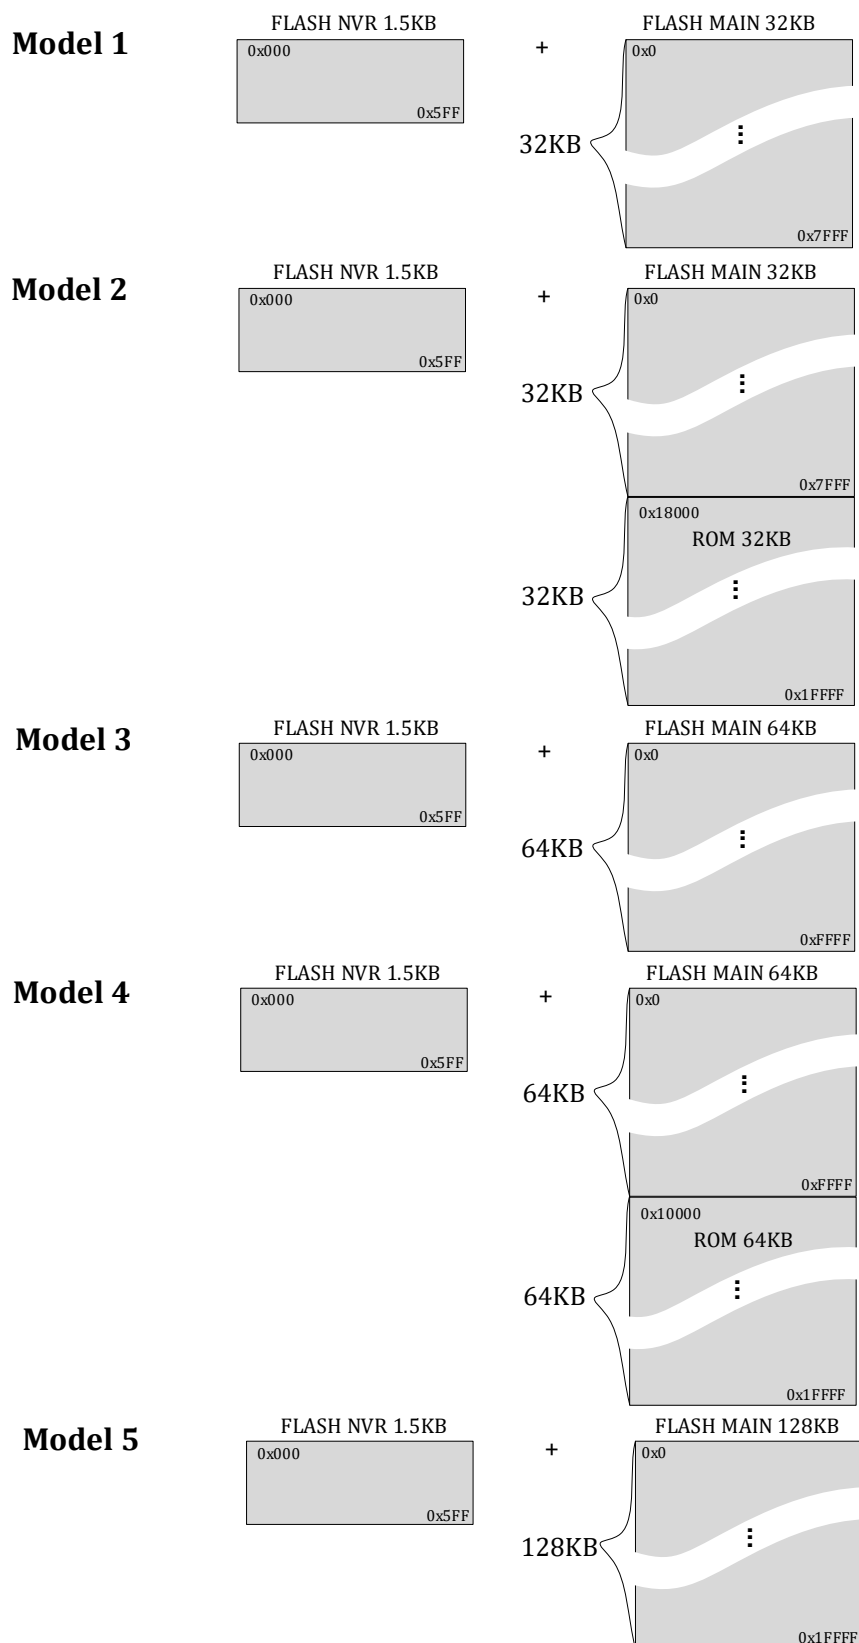 Model 1
FLASH NVR 1.5KB
+
FLASH MAIN 32KB
0x000
0x5FF
32KB
0x0
⋮
0x7FFF
Model 2
FLASH NVR 1.5KB
+
FLASH MAIN 32KB
0x000
0x5FF
32KB
0x0
⋮
0x7FFF
32KB
0x18000
ROM 32KB
⋮
0x1FFFF
Model 3
FLASH NVR 1.5KB
+
FLASH MAIN 64KB
0x000
0x5FF
64KB
0x0
⋮
0xFFFF
Model 4
FLASH NVR 1.5KB
+
FLASH MAIN 64KB
0x000
0x5FF
64KB
0x0
⋮
0xFFFF
64KB
0x10000
ROM 64KB
⋮
0x1FFFF
Model 5
FLASH NVR 1.5KB
+
FLASH MAIN 128KB
0x000
0x5FF
128KB
0x0
⋮
0x1FFFF